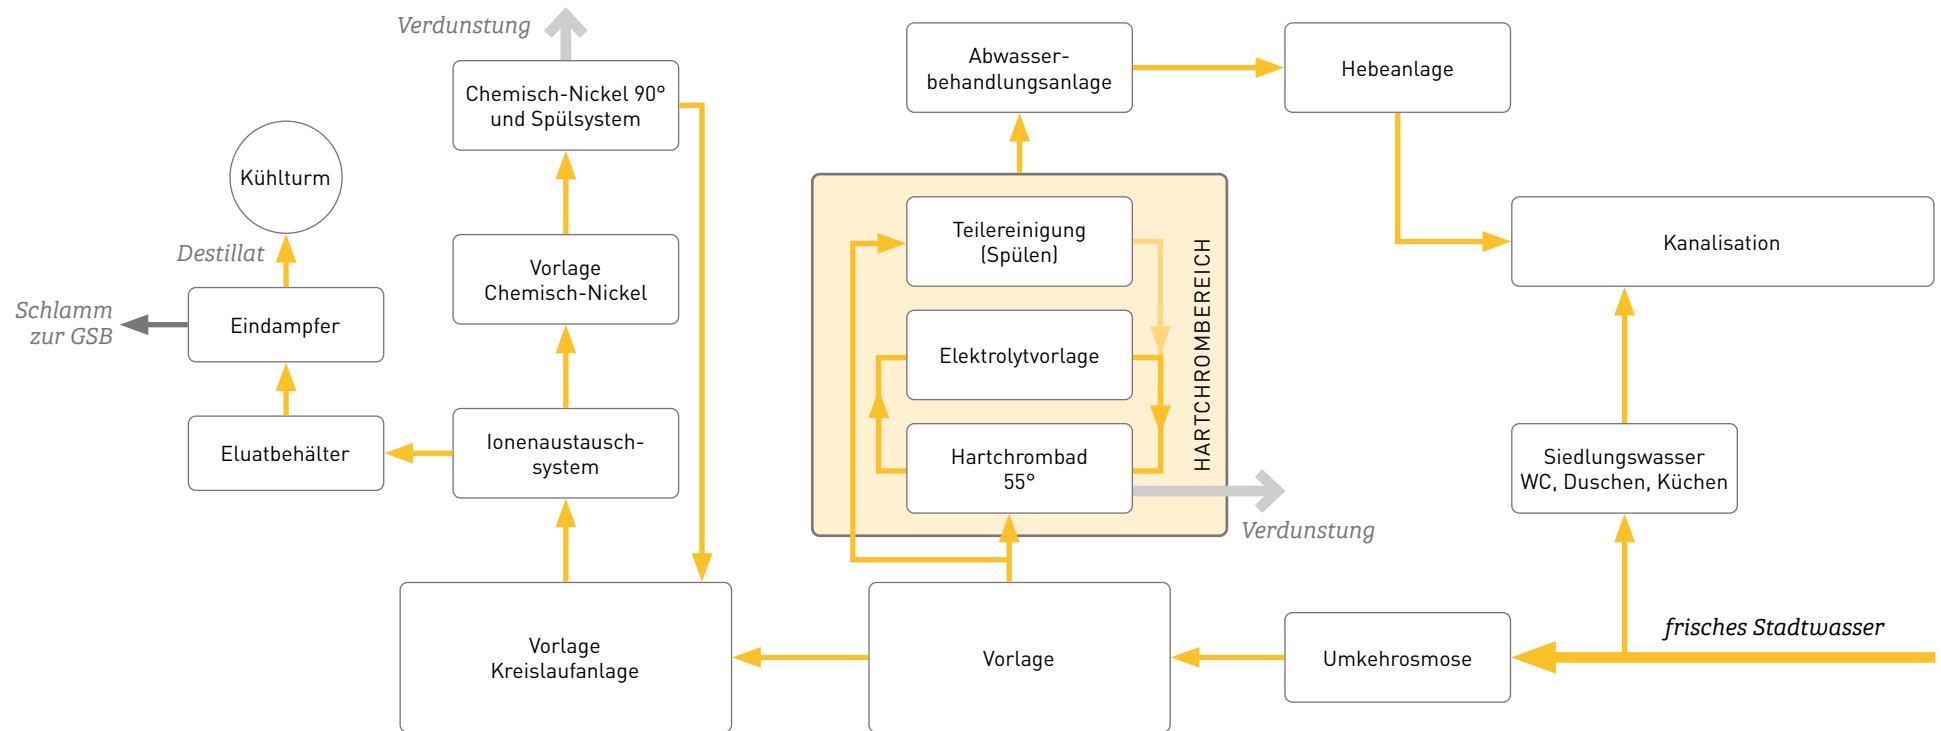 Verdunstung
Abwasser-
behandlungsanlage
Hebeanlage
Chemisch-Nickel 90°
und Spülsystem
Kühlturm
Teilereinigung
(Spülen)
Kanalisation
Destillat
Vorlage
Chemisch-Nickel
Schlamm
zur GSB
Eindampfer
Elektrolytvorlage
HARTCHROMBEREICH
Eluatbehälter
Ionenaustausch-
system
Hartchrombad
55°
Siedlungswasser
WC, Duschen, Küchen
Verdunstung
frisches Stadtwasser
Vorlage
Kreislaufanlage
Vorlage
Umkehrosmose